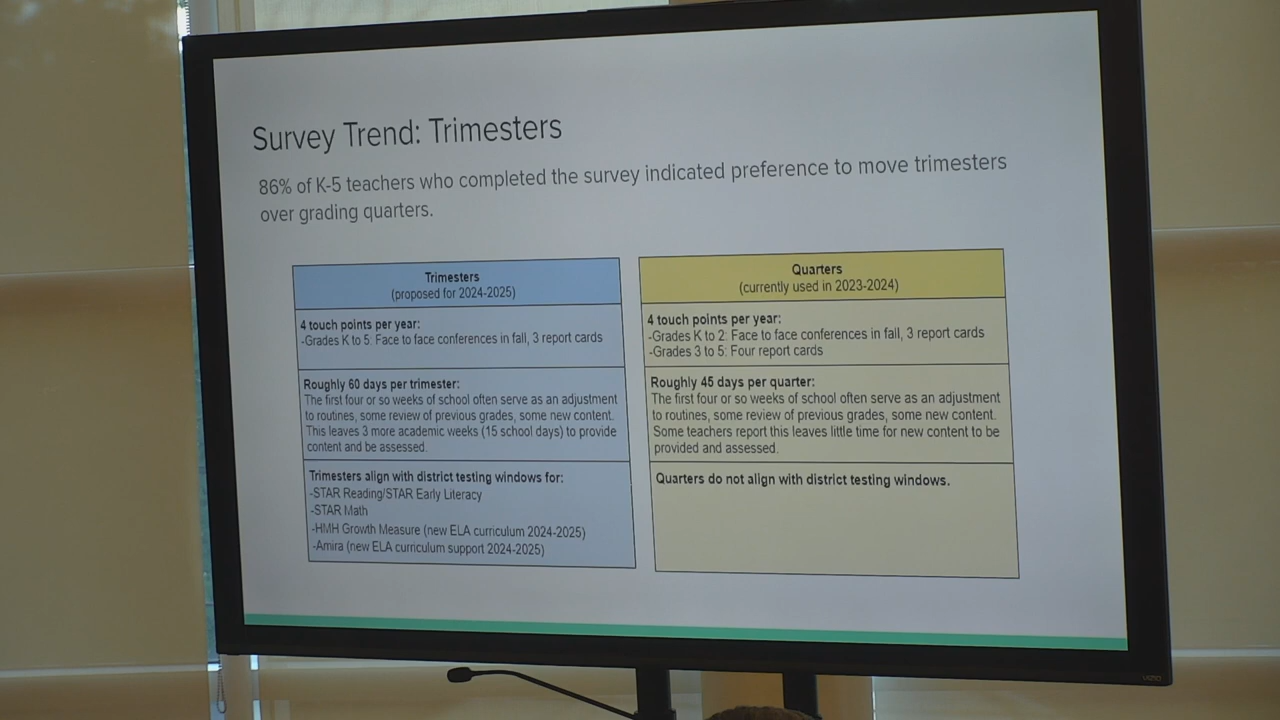 Survey Trend: Trimesters
86% of K-5 teachers who completed the survey indicated preference to move trimesters
over grading quarters.
Trimesters
(proposed for 2024-2025)
4 touch points per year:
-Grades K to 5: Face to face conferences in fall, 3 report cards
Roughly 60 days per trimester:
The first four or so weeks of school often serve as an adjustment
to routines, some review of previous grades, some new content.
This leaves 3 more academic weeks (15 school days) to provide
content and be assessed.
Trimesters align with district testing windows for:
-STAR Reading/STAR Early Literacy
-STAR Math
-HMH Growth Measure (new ELA curriculum 2024-2025)
-Amira (new ELA curriculum support 2024-2025)
Quarters
(currently used in 2023-2024)
4 touch points per year:
-Grades K to 2: Face to face conferences in fall, 3 report cards
-Grades 3 to 5: Four report cards
Roughly 45 days per quarter:
The first four or so weeks of school often serve as an adjustment
to routines, some review of previous grades, some new content.
Some teachers report this leaves little time for new content to be
provided and assessed.
Quarters do not align with district testing windows.
VIZIO